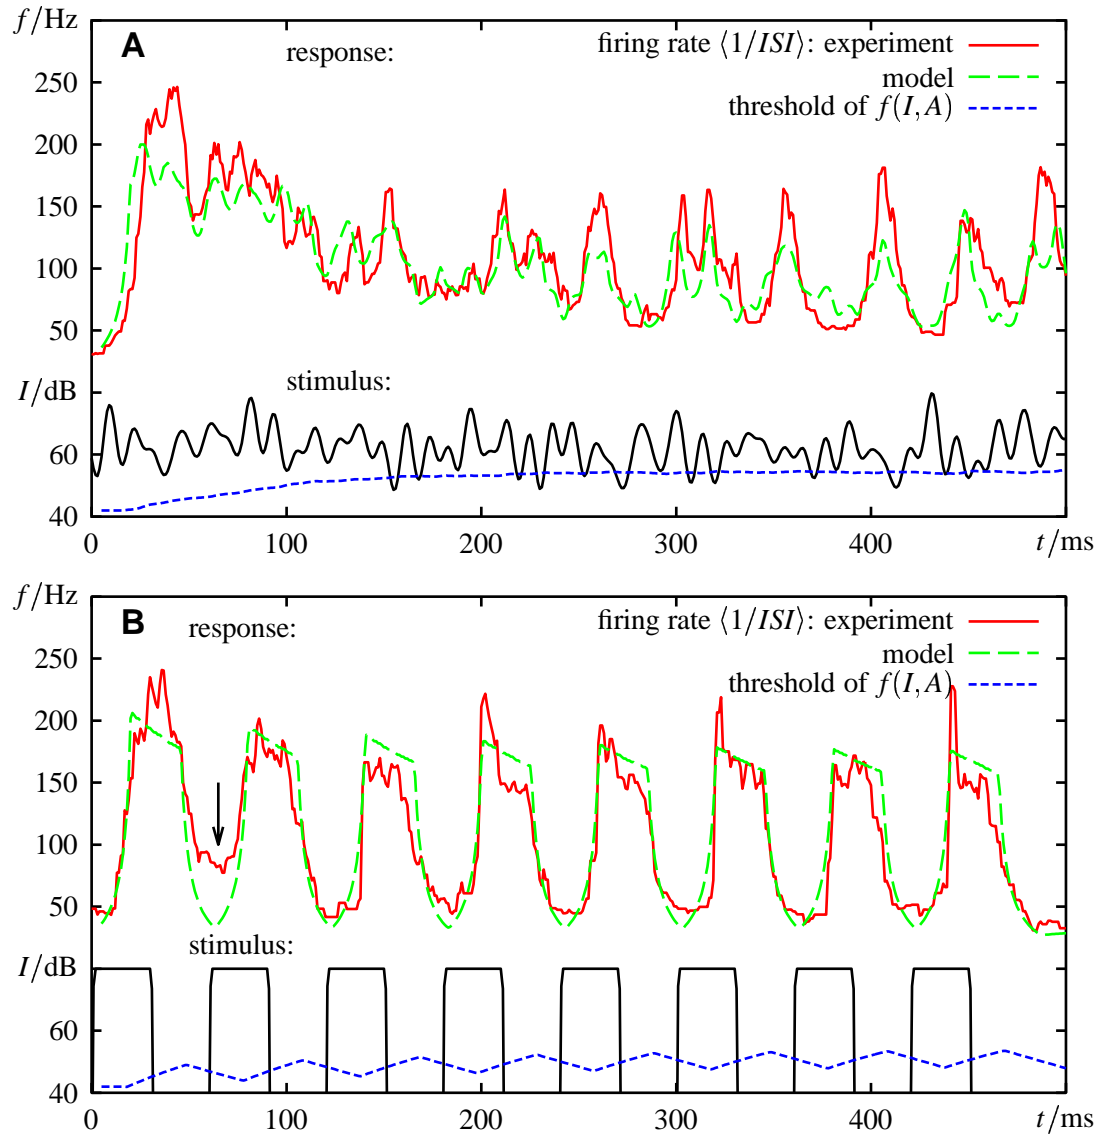 f/Hz
A
response:
firing rate ⟨1/ISI⟩: experiment
model
threshold of f(I,A)
250
200
150
100
50
I/dB
stimulus:
60
40
0 100 200 300 400 t/ms
f/Hz
B
response:
firing rate ⟨1/ISI⟩: experiment
model
threshold of f(I,A)
250
200
150
100
50
stimulus:
I/dB
60
40
0 100 200 300 400 t/ms